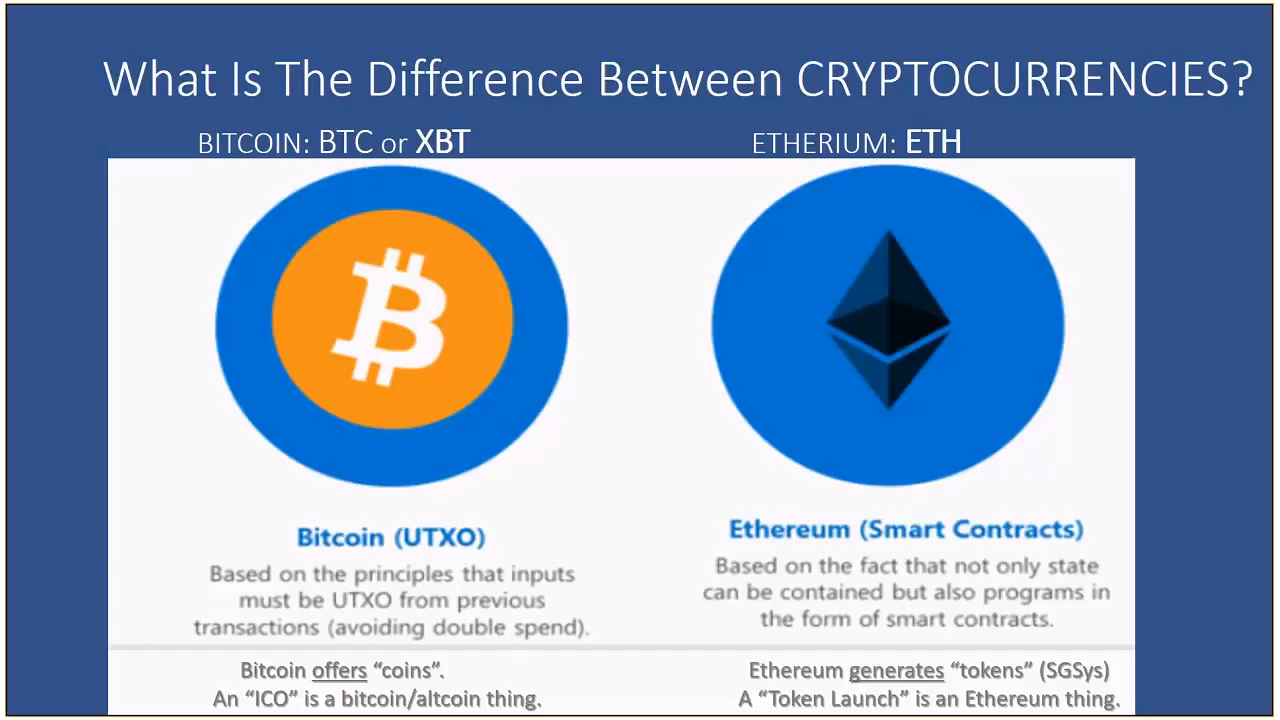 What Is The Difference Between CRYPTOCURRENCIES?
BITCOIN: BTC or XBT
ETHERIUM: ETH
Bitcoin (UTXO)
Based on the principles that inputs
must be UTXO from previous
transactions (avoiding double spend).
Bitcoin offers “coins”.
An “ICO” is a bitcoin/altcoin thing.
Ethereum (Smart Contracts)
Based on the fact that not only state
can be contained but also programs in
the form of smart contracts.
Ethereum generates “tokens” (SGSys)
A “Token Launch” is an Ethereum thing.